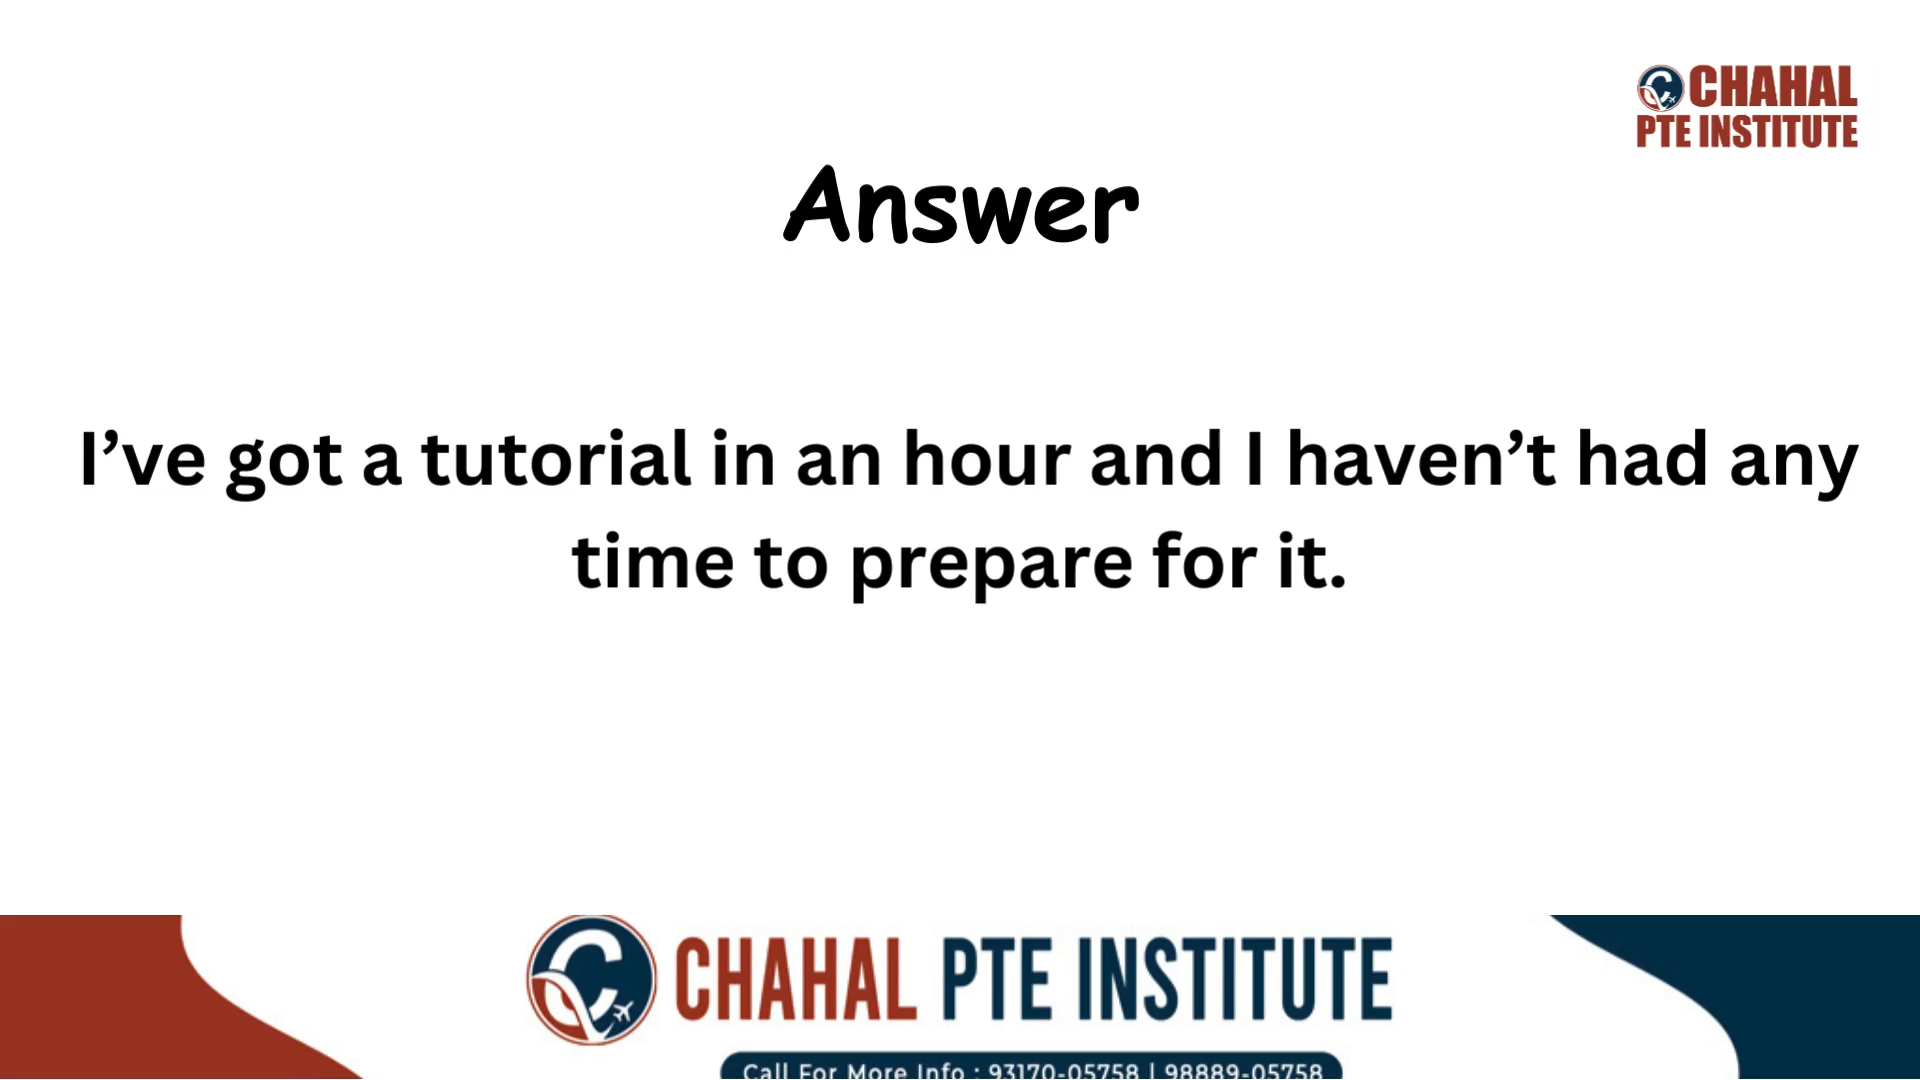 CHAHAL
PTE INSTITUTE
Answer
I’ve got a tutorial in an hour and I haven’t had any
time to prepare for it.
CHAHAL PTE INSTITUTE
Call For More Info : 93170-05758 | 98889-05758